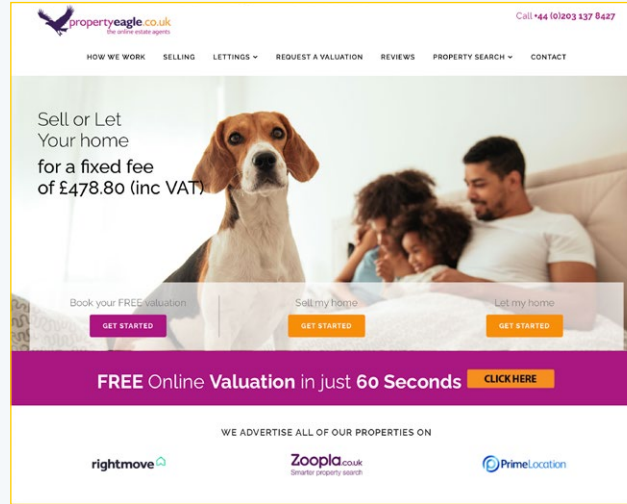 propertyeagle.co.uk
the online estate agents
Call +44 (0)203 137 8427
HOW WE WORK SELLING LETTINGS REQUEST A VALUATION REVIEWS PROPERTY SEARCH CONTACT
Sell or Let
Your home
for a fixed fee
of £478.80 (inc VAT)
Book your FREE valuation Sell my home Let my home
GET STARTED GET STARTED GET STARTED
FREE Online Valuation in just 60 Seconds CLICK HERE
WE ADVERTISE ALL OF OUR PROPERTIES ON
rightmove Zoopla.co.uk PrimeLocation
Smarter property search